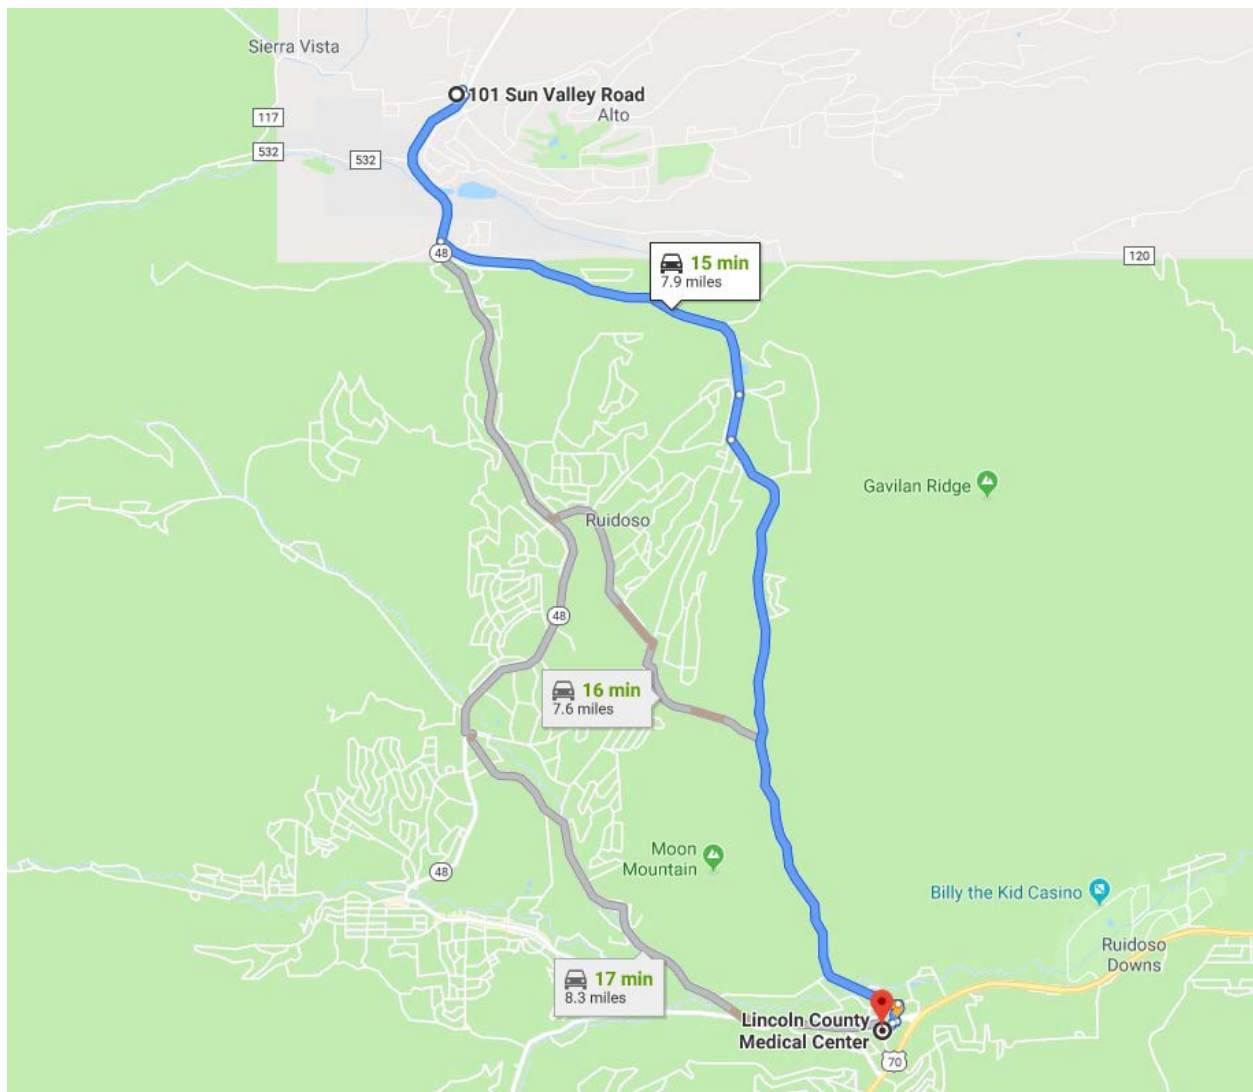 Sierra Vista
101 Sun Valley Road
Alto
117
532
532
48
15 min
7.9 miles
120
Gavilan Ridge
Ruidoso
48
16 min
7.6 miles
Moon
Mountain
48
Billy the Kid Casino
Ruidoso
Downs
17 min
8.3 miles
Lincoln County
Medical Center
70